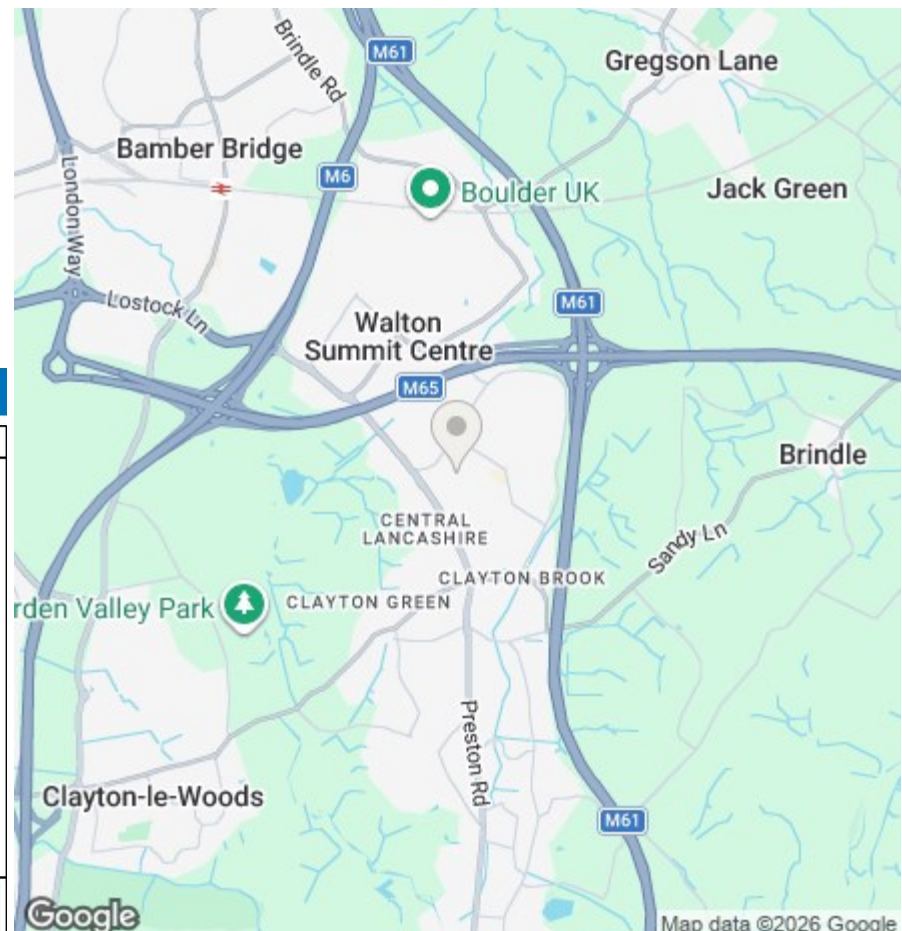 Brindle Rd
M61
Gregson Lane
Bamber Bridge
M6
Boulder UK
Jack Green
London Way
Lostock Ln
M61
Walton
Summit Centre
M65
Brindle
CENTRAL
LANCASHIRE
Sandy Ln
CLAYTON BROOK
rden Valley Park
CLAYTON GREEN
Preston Rd
Clayton-le-Woods
M61
Google
Map data ©2026 Google